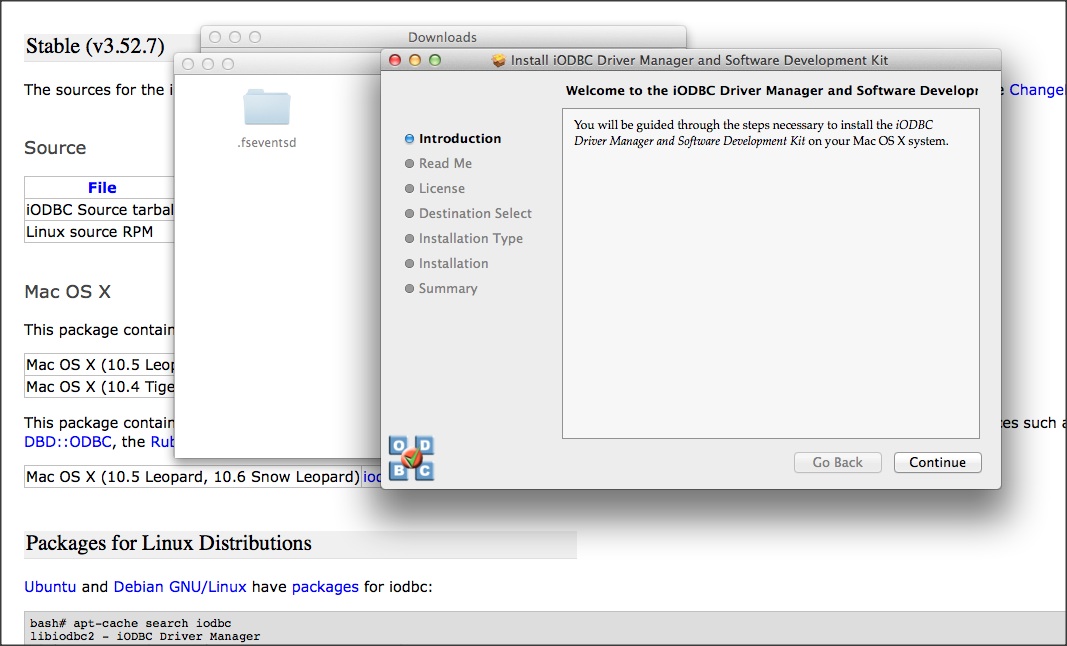 Stable (v3.52.7)
Downloads
Install iODBC Driver Manager and Software Development Kit
The sources for the i
Change
Source
File
iODBC Source tarbal
Linux source RPM
Mac OS X
This package contain
Mac OS X (10.5 Leop
Mac OS X (10.4 Tige
This package contain
ces such a
DBD::ODBC, the Rub
Mac OS X (10.5 Leopard, 10.6 Snow Leopard) iod
.fseventsd
Welcome to the iODBC Driver Manager and Software Develop
Introduction
Read Me
License
Destination Select
Installation Type
Installation
Summary
You will be guided through the steps necessary to install the iODBC
Driver Manager and Software Development Kit on your Mac OS X system.
O D
B C
Go Back
Continue
Packages for Linux Distributions
Ubuntu and Debian GNU/Linux have packages for iodbc:
bash# apt-cache search iodbc
libiodbc2 - iODBC Driver Manager